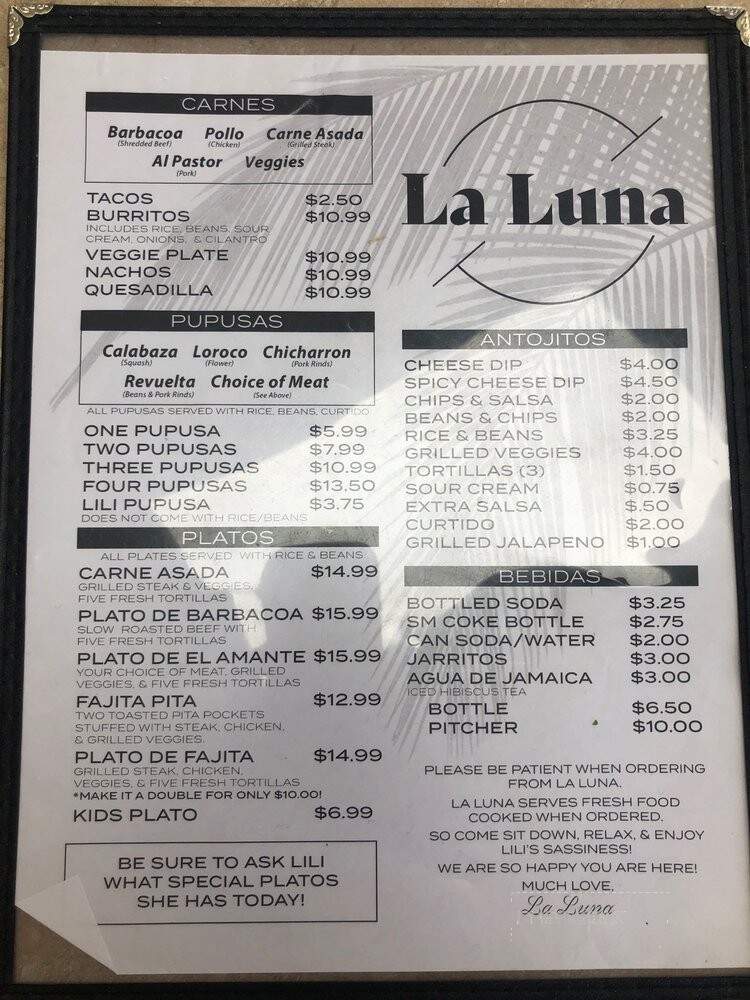 CARNES
Barbacoa Pollo Carne Asada
(Shredded Beef) (Chicken) (Grilled Steak)
Al Pastor Veggies
(Pork)
TACOS $2.50
BURRITOS $10.99
INCLUDES RICE, BEANS, SOUR
CREAM, ONIONS, & CILANTRO
VEGGIE PLATE $10.99
NACHOS $10.99
QUESADILLA $10.99
PUPUSAS
Calabaza Loroco Chicharron
(Squash) (Flower) (Pork Rinds)
Revuelta Choice of Meat
(Beans & Pork Rinds) (See Above)
ALL PUPUSAS SERVED WITH RICE, BEANS, CURTIDO
ONE PUPUSA $5.99
TWO PUPUSAS $7.99
THREE PUPUSAS $10.99
FOUR PUPUSAS $13.50
LILI PUPUSA $3.75
DOES NOT COME WITH RICE/BEANS
PLATOS
ALL PLATES SERVED WITH RICE & BEANS
CARNE ASADA $14.99
GRILLED STEAK & VEGGIES,
FIVE FRESH TORTILLAS
PLATO DE BARBACOA $15.99
SLOW ROASTED BEEF WITH
FIVE FRESH TORTILLAS
PLATO DE EL AMANTE $15.99
YOUR CHOICE OF MEAT, GRILLED
VEGGIES, & FIVE FRESH TORTILLAS
FAJITA PITA $12.99
TWO TOASTED PITA POCKETS
STUFFED WITH STEAK, CHICKEN,
& GRILLED VEGGIES.
PLATO DE FAJITA $14.99
GRILLED STEAK, CHICKEN,
VEGGIES, & FIVE FRESH TORTILLAS
*MAKE IT A DOUBLE FOR ONLY $10.00!
KIDS PLATO $6.99
BE SURE TO ASK LILI
WHAT SPECIAL PLATOS
SHE HAS TODAY!
La Luna
ANTOJITOS
CHEESE DIP $4.00
SPICY CHEESE DIP $4.50
CHIPS & SALSA $2.00
BEANS & CHIPS $2.00
RICE & BEANS $3.25
GRILLED VEGGIES $4.00
TORTILLAS (3) $1.50
SOUR CREAM $0.75
EXTRA SALSA $.50
CURTIDO $2.00
GRILLED JALAPENO $1.00
BEBIDAS
BOTTLED SODA $3.25
SM COKE BOTTLE $2.75
CAN SODA/WATER $2.00
JARRITOS $3.00
AGUA DE JAMAICA $3.00
ICED HIBISCUS TEA
BOTTLE $6.50
PITCHER $10.00
PLEASE BE PATIENT WHEN ORDERING
FROM LA LUNA.
LA LUNA SERVES FRESH FOOD
COOKED WHEN ORDERED,
SO COME SIT DOWN, RELAX, & ENJOY
LILI'S SASSINESS!
WE ARE SO HAPPY YOU ARE HERE!
MUCH LOVE,
La Luna